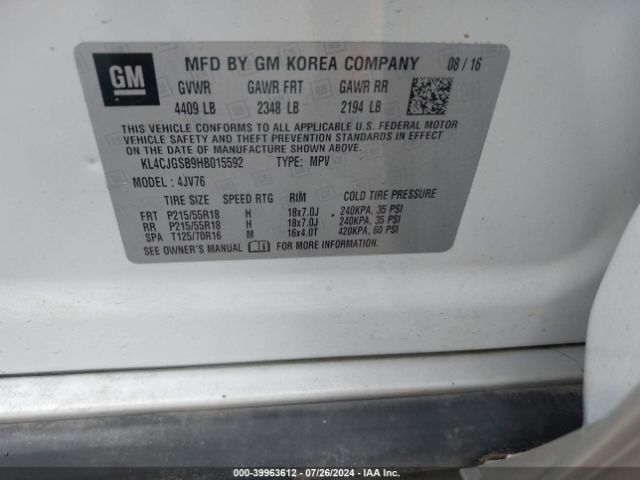 GM
MFD BY GM KOREA COMPANY 08 / 16
GVWR GAWR FRT GAWR RR
4409 LB 2348 LB 2194 LB
THIS VEHICLE CONFORMS TO ALL APPLICABLE U.S. FEDERAL MOTOR
VEHICLE SAFETY AND THEFT PREVENTION STANDARDS IN EFFECT
ON THE DATE OF MANUFACTURE SHOWN ABOVE.
KL4CJGSB9HB015592 TYPE: MPV
MODEL : 4JV76
TIRE SIZE SPEED RTG RIM COLD TIRE PRESSURE
FRT P215/55R18 H 18x7.0J 240KPA, 35 PSI
RR P215/55R18 H 18x7.0J 240KPA, 35 PSI
SPA T125/70R16 M 16x4.0T 420KPA, 60 PSI
SEE OWNER'S MANUAL FOR MORE INFORMATION.
000-39963612 - 07/26/2024 - IAA Inc.